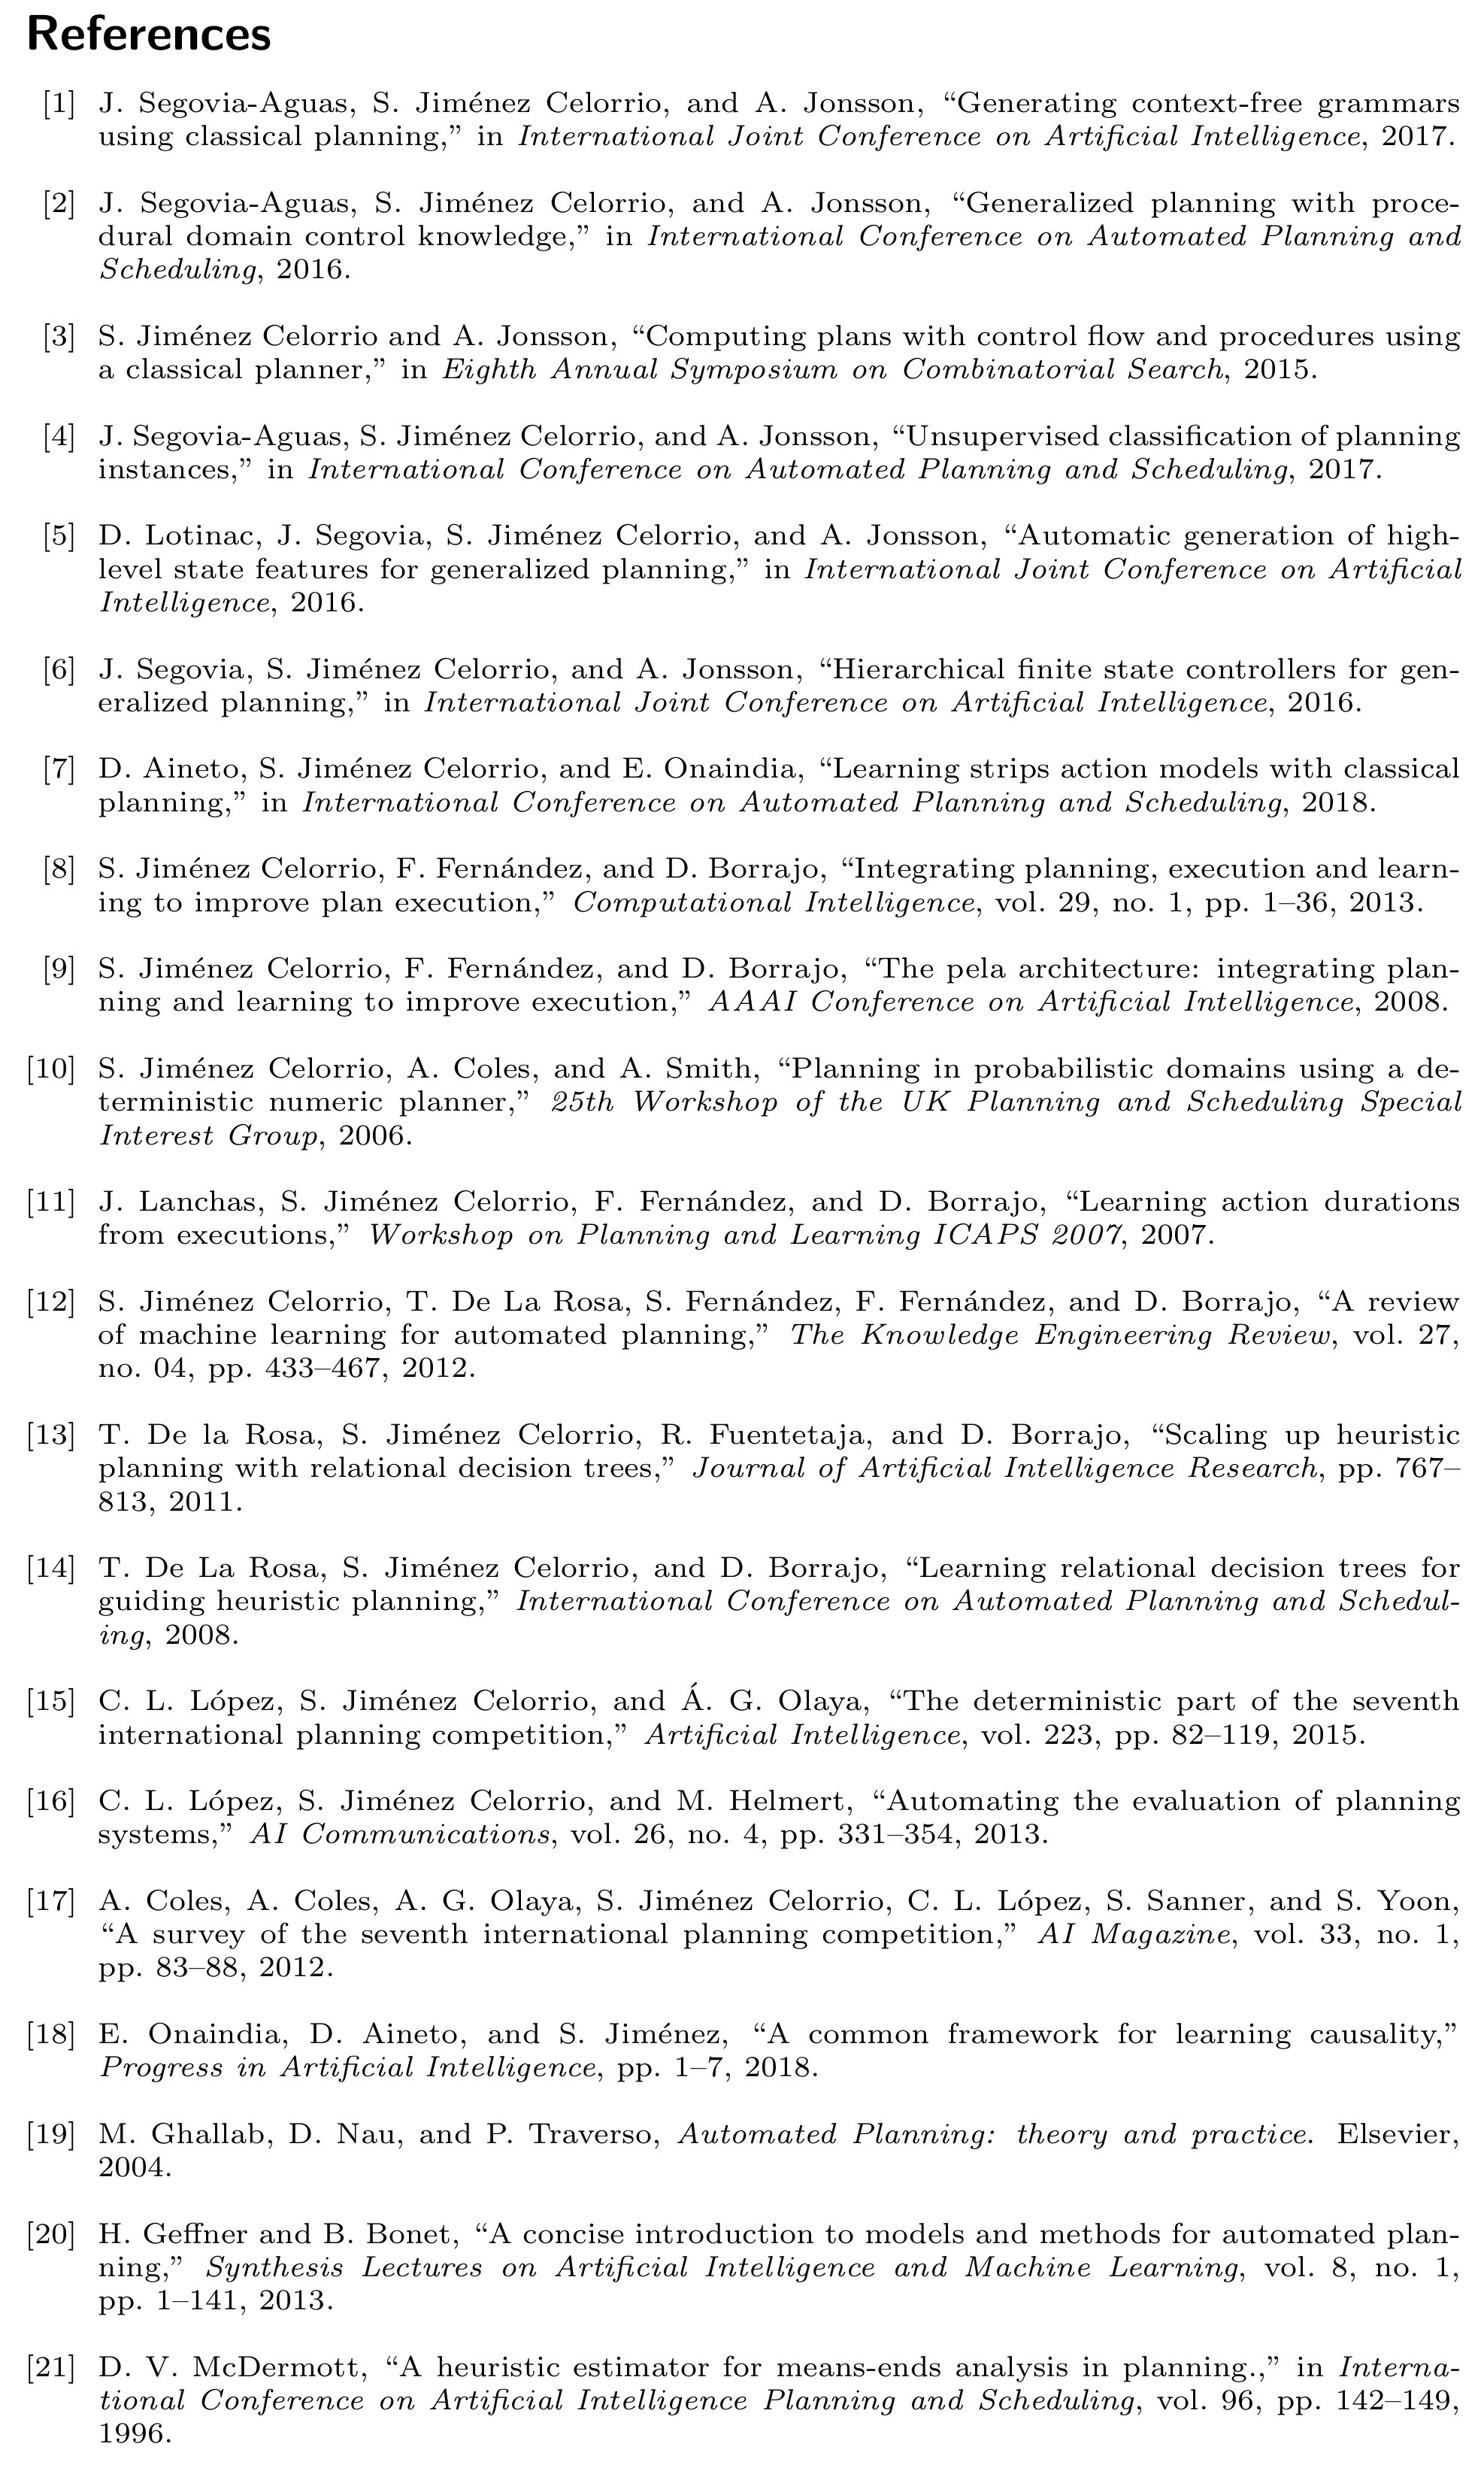 References
[1] J. Segovia-Aguas, S. Jiménez Celorrio, and A. Jonsson, “Generating context-free grammars
using classical planning,” in International Joint Conference on Artificial Intelligence, 2017.
[2] J. Segovia-Aguas, S. Jiménez Celorrio, and A. Jonsson, “Generalized planning with proce-
dural domain control knowledge,” in International Conference on Automated Planning and
Scheduling, 2016.
[3] S. Jiménez Celorrio and A. Jonsson, “Computing plans with control flow and procedures using
a classical planner,” in Eighth Annual Symposium on Combinatorial Search, 2015.
[4] J. Segovia-Aguas, S. Jiménez Celorrio, and A. Jonsson, “Unsupervised classification of planning
instances,” in International Conference on Automated Planning and Scheduling, 2017.
[5] D. Lotinac, J. Segovia, S. Jiménez Celorrio, and A. Jonsson, “Automatic generation of high-
level state features for generalized planning,” in International Joint Conference on Artificial
Intelligence, 2016.
[6] J. Segovia, S. Jiménez Celorrio, and A. Jonsson, “Hierarchical finite state controllers for gen-
eralized planning,” in International Joint Conference on Artificial Intelligence, 2016.
[7] D. Aineto, S. Jiménez Celorrio, and E. Onaindia, “Learning strips action models with classical
planning,” in International Conference on Automated Planning and Scheduling, 2018.
[8] S. Jiménez Celorrio, F. Fernández, and D. Borrajo, “Integrating planning, execution and learn-
ing to improve plan execution,” Computational Intelligence, vol. 29, no. 1, pp. 1–36, 2013.
[9] S. Jiménez Celorrio, F. Fernández, and D. Borrajo, “The pela architecture: integrating plan-
ning and learning to improve execution,” AAAI Conference on Artificial Intelligence, 2008.
[10] S. Jiménez Celorrio, A. Coles, and A. Smith, “Planning in probabilistic domains using a de-
terministic numeric planner,” 25th Workshop of the UK Planning and Scheduling Special
Interest Group, 2006.
[11] J. Lanchas, S. Jiménez Celorrio, F. Fernández, and D. Borrajo, “Learning action durations
from executions,” Workshop on Planning and Learning ICAPS 2007, 2007.
[12] S. Jiménez Celorrio, T. De La Rosa, S. Fernández, F. Fernández, and D. Borrajo, “A review
of machine learning for automated planning,” The Knowledge Engineering Review, vol. 27,
no. 04, pp. 433–467, 2012.
[13] T. De la Rosa, S. Jiménez Celorrio, R. Fuentetaja, and D. Borrajo, “Scaling up heuristic
planning with relational decision trees,” Journal of Artificial Intelligence Research, pp. 767–
813, 2011.
[14] T. De La Rosa, S. Jiménez Celorrio, and D. Borrajo, “Learning relational decision trees for
guiding heuristic planning,” International Conference on Automated Planning and Schedul-
ing, 2008.
[15] C. L. López, S. Jiménez Celorrio, and Á. G. Olaya, “The deterministic part of the seventh
international planning competition,” Artificial Intelligence, vol. 223, pp. 82–119, 2015.
[16] C. L. López, S. Jiménez Celorrio, and M. Helmert, “Automating the evaluation of planning
systems,” AI Communications, vol. 26, no. 4, pp. 331–354, 2013.
[17] A. Coles, A. Coles, A. G. Olaya, S. Jiménez Celorrio, C. L. López, S. Sanner, and S. Yoon,
“A survey of the seventh international planning competition,” AI Magazine, vol. 33, no. 1,
pp. 83–88, 2012.
[18] E. Onaindia, D. Aineto, and S. Jiménez, “A common framework for learning causality,”
Progress in Artificial Intelligence, pp. 1–7, 2018.
[19] M. Ghallab, D. Nau, and P. Traverso, Automated Planning: theory and practice. Elsevier,
2004.
[20] H. Geffner and B. Bonet, “A concise introduction to models and methods for automated plan-
ning,” Synthesis Lectures on Artificial Intelligence and Machine Learning, vol. 8, no. 1,
pp. 1–141, 2013.
[21] D. V. McDermott, “A heuristic estimator for means-ends analysis in planning.,” in Interna-
tional Conference on Artificial Intelligence Planning and Scheduling, vol. 96, pp. 142–149,
1996.